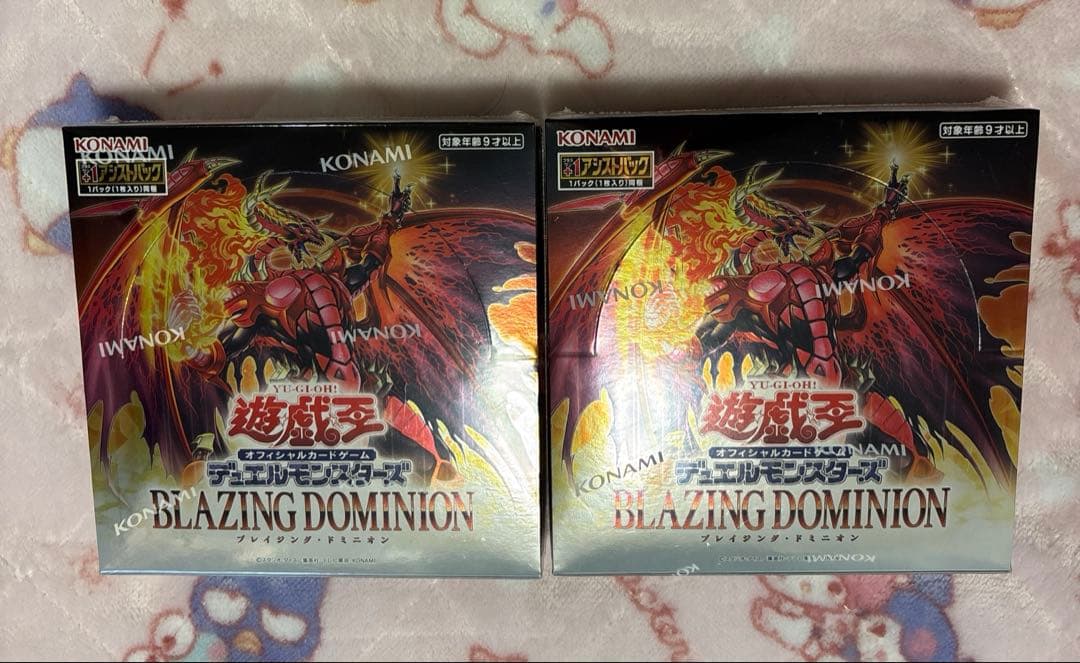 KONAMI
対象年齢9才以上
KONAMI
KONAMI
+1アシストパック
1パック(1枚入り)同梱
KONAMI
KONAMI
YU-GI-OH!
遊戯王
オフィシャルカードゲーム
デュエルモンスターズ
KONAMI
BLAZING DOMINION
ブレイジング・ドミニオン
KONAMI
対象年齢9才以上
+1アシストパック
1パック(1枚入り)同梱
KONAMI
KONAMI
YU-GI-OH!
遊戯王
オフィシャルカードゲーム
KONAMI
KONAMI
デュエルモンスターズ
BLAZING DOMINION
ブレイジング・ドミニオン
KONAMI
KONAMI